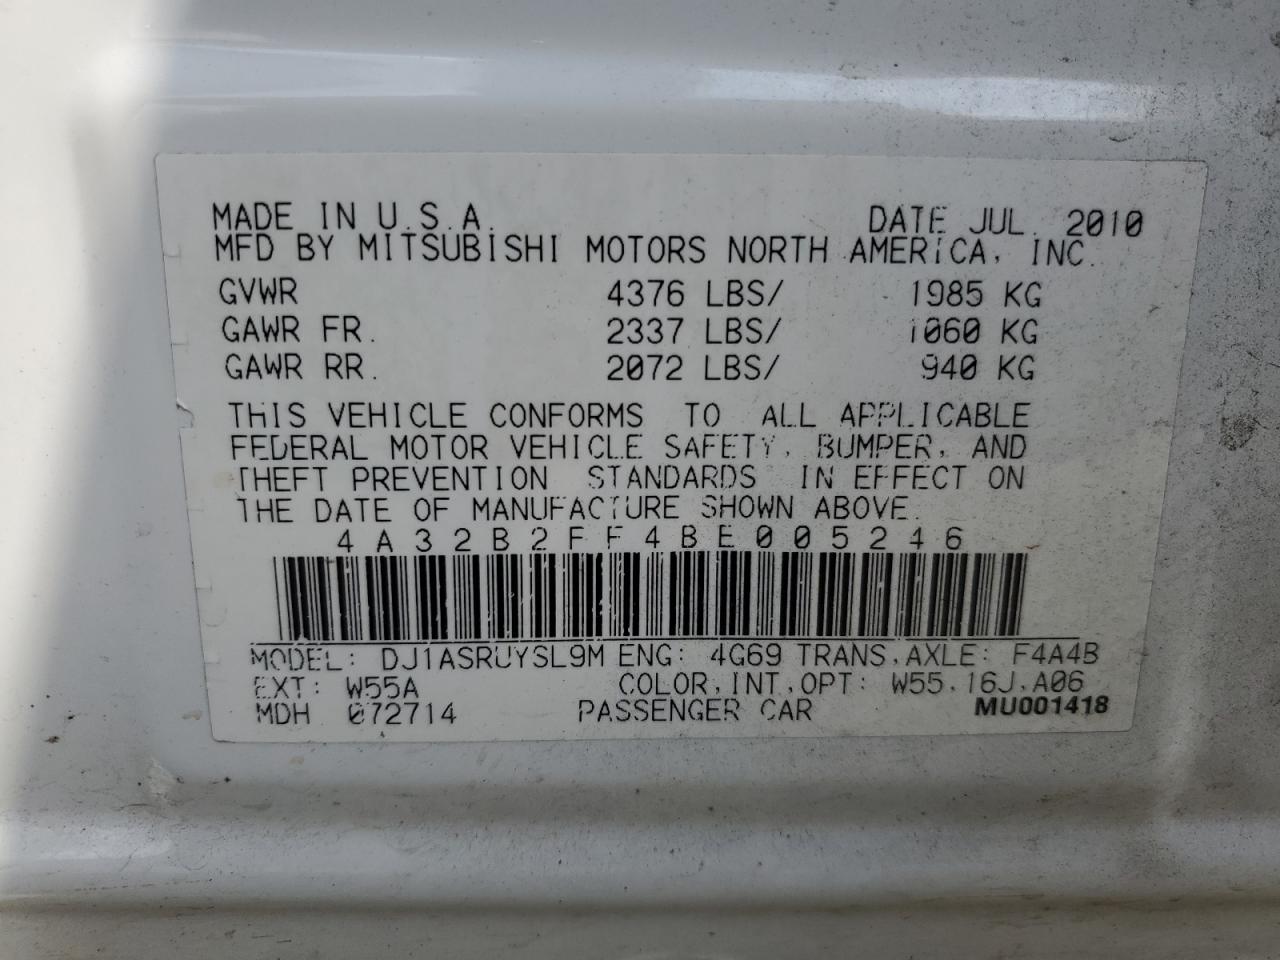 MADE IN U.S.A. DATE JUL. 2010
MFD BY MITSUBISHI MOTORS NORTH AMERICA, INC.
GVWR 4376 LBS/ 1985 KG
GAWR FR. 2337 LBS/ 1060 KG
GAWR RR. 2072 LBS/ 940 KG
THIS VEHICLE CONFORMS TO ALL APPLICABLE
FEDERAL MOTOR VEHICLE SAFETY, BUMPER, AND
THEFT PREVENTION STANDARDS IN EFFECT ON
THE DATE OF MANUFACTURE SHOWN ABOVE.
4A32B2FF4BE005246
MODEL: DJ1ASRUYSL9M ENG: 4G69 TRANS,AXLE: F4A4B
EXT: W55A COLOR,INT,OPT: W55,16J,A06
MDH 072714 PASSENGER CAR MU001418